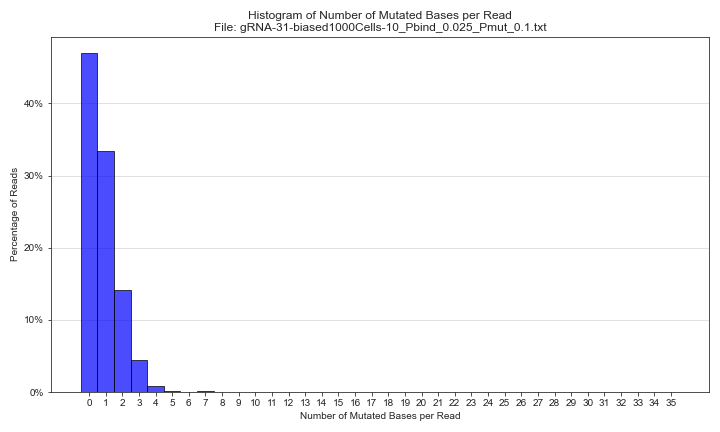 Histogram of Number of Mutated Bases per Read
File: gRNA-31-biased1000Cells-10_Pbind_0.025_Pmut_0.1.txt
Percentage of Reads
40%
30%
20%
10%
0%
0 1 2 3 4 5 6 7 8 9 10 11 12 13 14 15 16 17 18 19 20 21 22 23 24 25 26 27 28 29 30 31 32 33 34 35
Number of Mutated Bases per Read